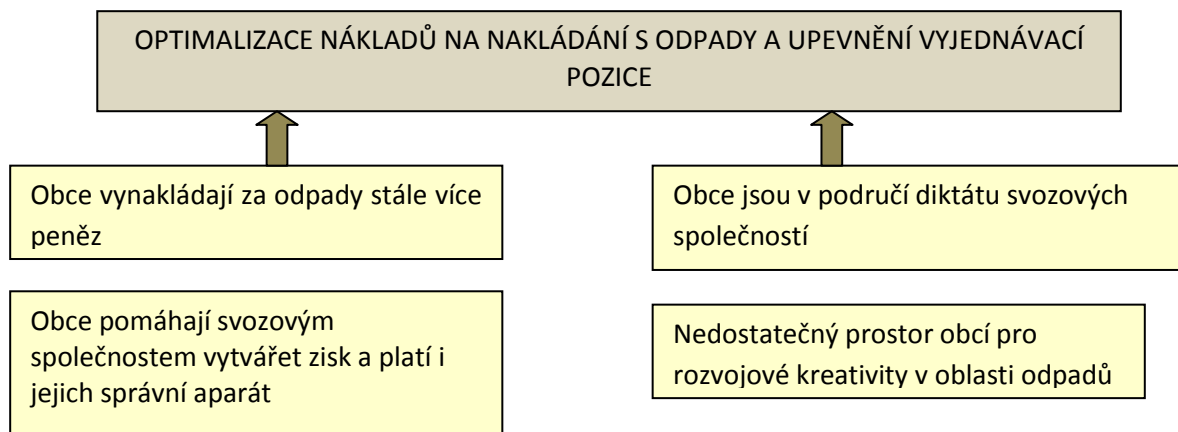 OPTIMALIZACE NÁKLADŮ NA NAKLÁDÁNÍ S ODPADY A UPEVNĚNÍ VYJEDNÁVACÍ
POZICE
Obce vynakládají za odpady stále více
peněz
Obce jsou v područí diktátu svozových
společností
Obce pomáhají svozovým
společnostem vytvářet zisk a platí i
jejich správní aparát
Nedostatečný prostor obcí pro
rozvojové kreativity v oblasti odpadů